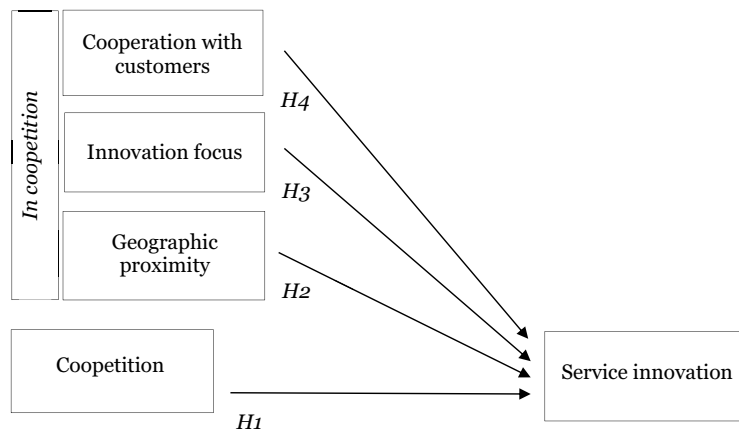 In coopetition
Cooperation with
customers
H4
Innovation focus
H3
Geographic
proximity
H2
Coopetition
Service innovation
H1